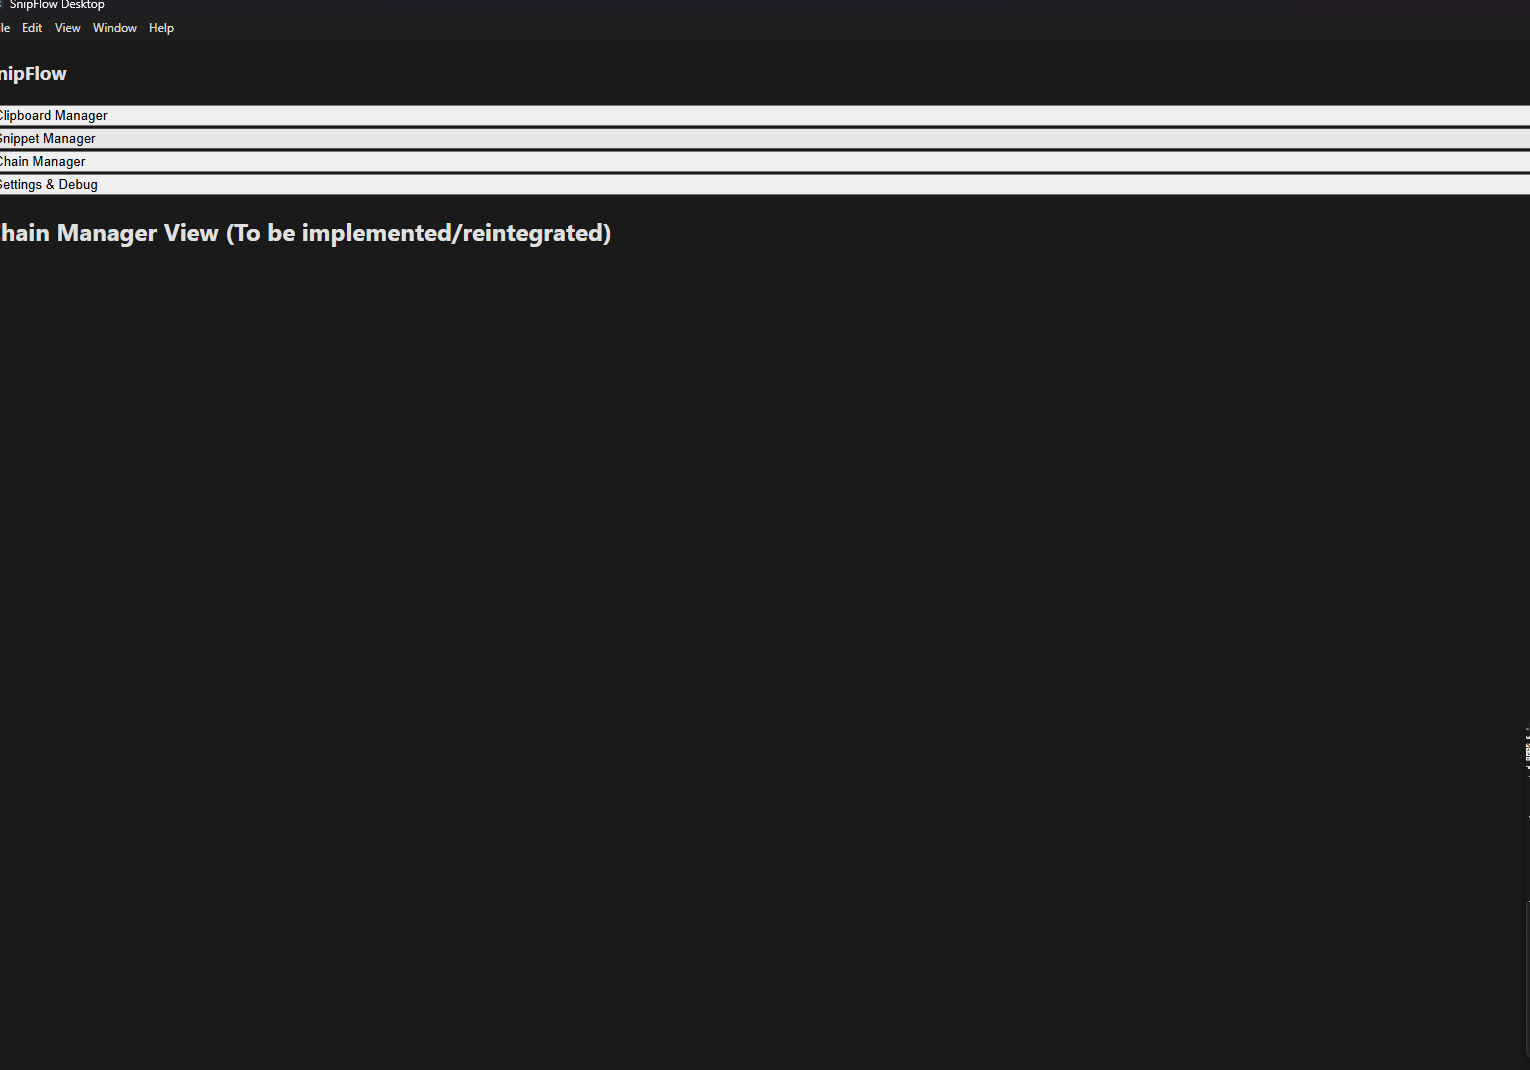 SnipFlow Desktop
le Edit View Window Help
nipFlow
Clipboard Manager
Snippet Manager
Chain Manager
Settings & Debug
hain Manager View (To be implemented/reintegrated)